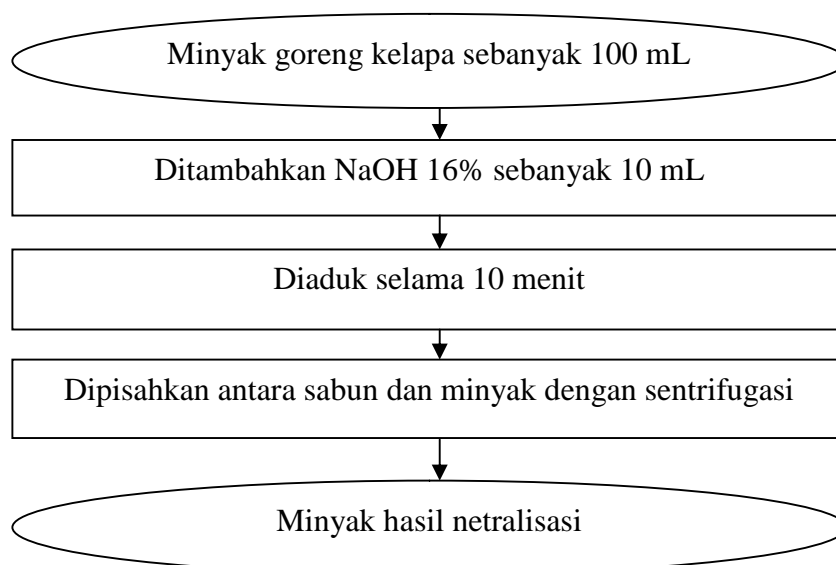 Minyak goreng kelapa sebanyak 100 mL
Ditambahkan NaOH 16% sebanyak 10 mL
Diaduk selama 10 menit
Dipisahkan antara sabun dan minyak dengan sentrifugasi
Minyak hasil netralisasi